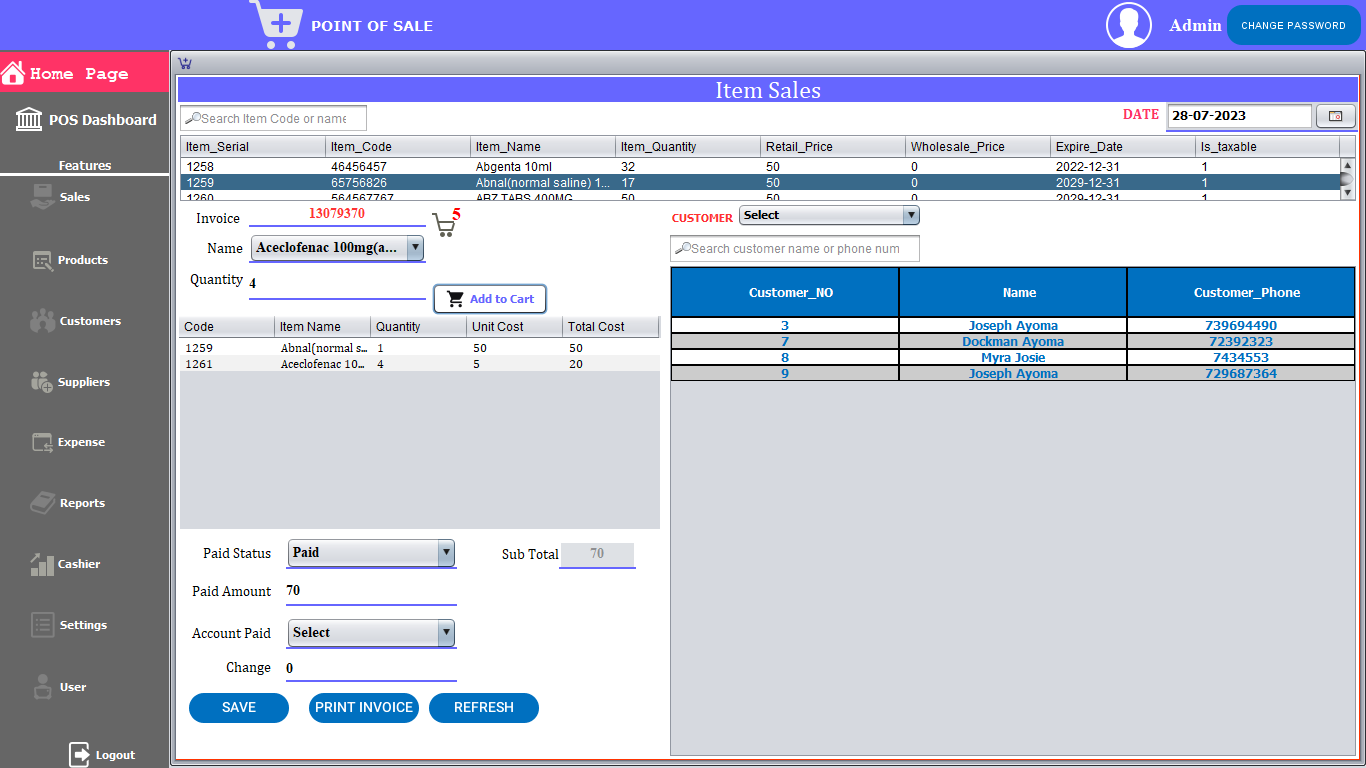 POINT OF SALE
Admin
CHANGE PASSWORD
Home Page
POS Dashboard
Features
Sales
Products
Customers
Suppliers
Expense
Reports
Cashier
Settings
User
Logout
Item Sales
Search Item Code or name
DATE 28-07-2023
Item_Serial Item_Code Item_Name Item_Quantity Retail_Price Wholesale_Price Expire_Date Is_taxable
1258 46456457 Abgenta 10ml 32 50 0 2022-12-31 1
1259 65756826 Abnal(normal saline) 1... 17 50 0 2029-12-31 1
1260 564567767 ABZ TABS 400MG 50 50 0 2029-12-31 1
Invoice 13079370 5
Name Aceclofenac 100mg(a...
Quantity 4
Add to Cart
Code Item Name Quantity Unit Cost Total Cost
1259 Abnal(normal s... 1 50 50
1261 Aceclofenac 10... 4 5 20
Paid Status Paid
Sub Total 70
Paid Amount 70
Account Paid Select
Change 0
SAVE PRINT INVOICE REFRESH
CUSTOMER Select
Search customer name or phone num
Customer_NO Name Customer_Phone
3 Joseph Ayoma 739694490
7 Dockman Ayoma 72392323
8 Myra Josie 7434553
9 Joseph Ayoma 729687364